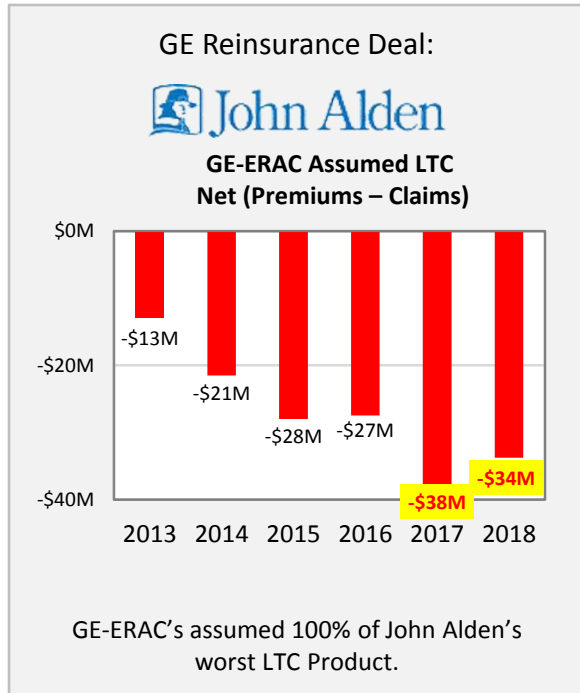 GE Reinsurance Deal:
John Alden
GE-ERAC Assumed LTC
Net (Premiums – Claims)
$0M
-$20M
-$40M
-$13M
-$21M
-$28M
-$27M
-$38M
-$34M
2013 2014 2015 2016 2017 2018
GE-ERAC’s assumed 100% of John Alden’s
worst LTC Product.